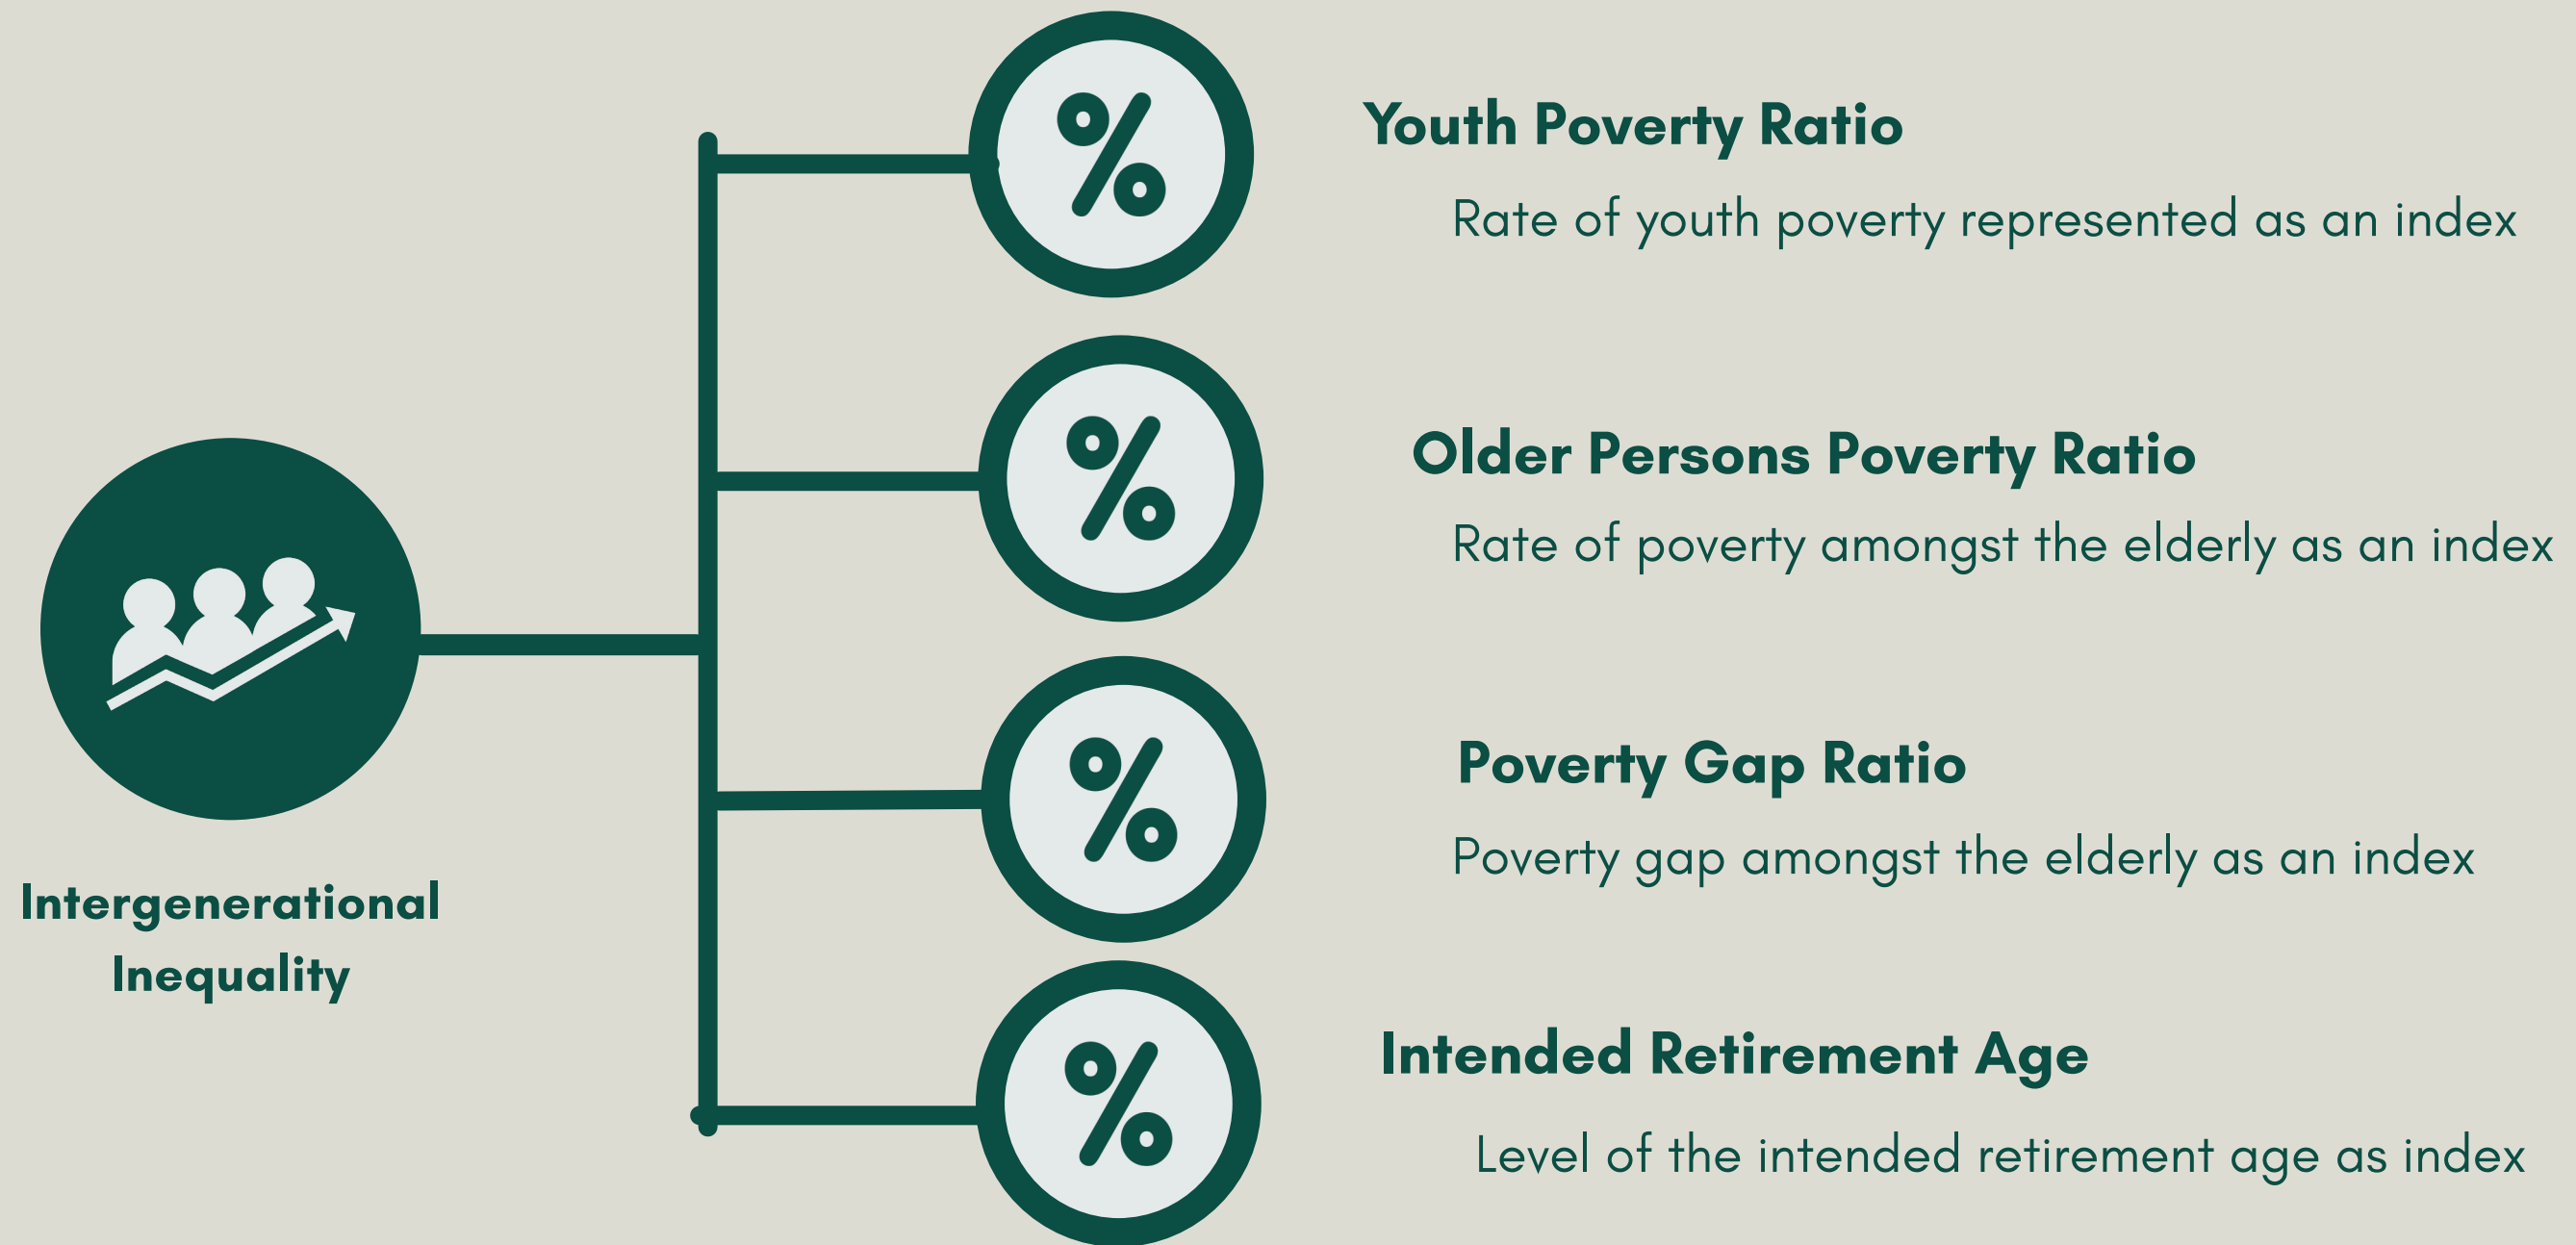 %
Youth Poverty Ratio
Rate of youth poverty represented as an index
%
Older Persons Poverty Ratio
Rate of poverty amongst the elderly as an index
Intergenerational
Inequality
%
Poverty Gap Ratio
Poverty gap amongst the elderly as an index
%
Intended Retirement Age
Level of the intended retirement age as index